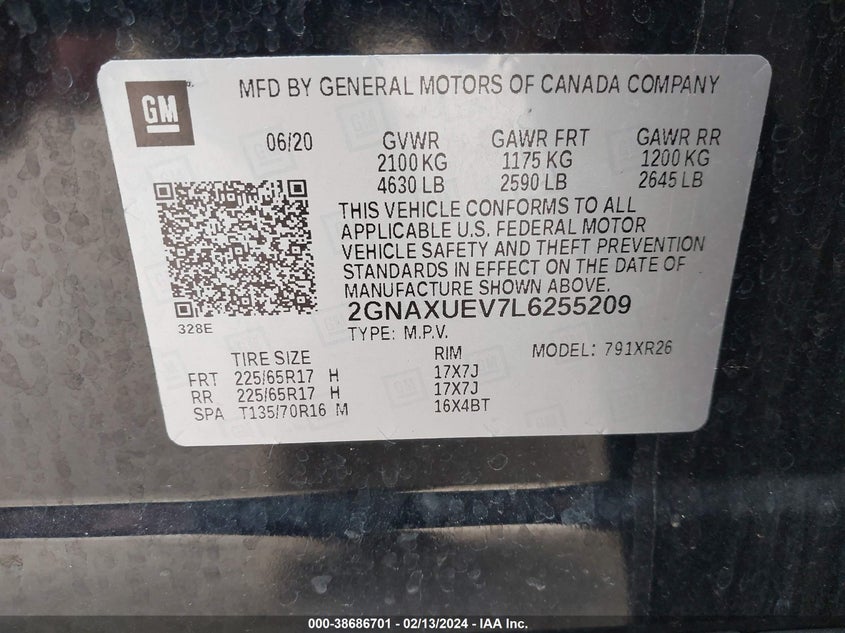 GM
MFD BY GENERAL MOTORS OF CANADA COMPANY
06/20 GVWR GAWR FRT GAWR RR
2100 KG 1175 KG 1200 KG
4630 LB 2590 LB 2645 LB
THIS VEHICLE CONFORMS TO ALL
APPLICABLE U.S. FEDERAL MOTOR
VEHICLE SAFETY AND THEFT PREVENTION
STANDARDS IN EFFECT ON THE DATE OF
MANUFACTURE SHOWN ABOVE.
328E
2GNAXUEV7L6255209
TYPE: M.P.V.
MODEL: 791XR26
TIRE SIZE RIM
FRT 225/65R17 H 17X7J
RR 225/65R17 H 17X7J
SPA T135/70R16 M 16X4BT
000-38686701 - 02/13/2024 - IAA Inc.